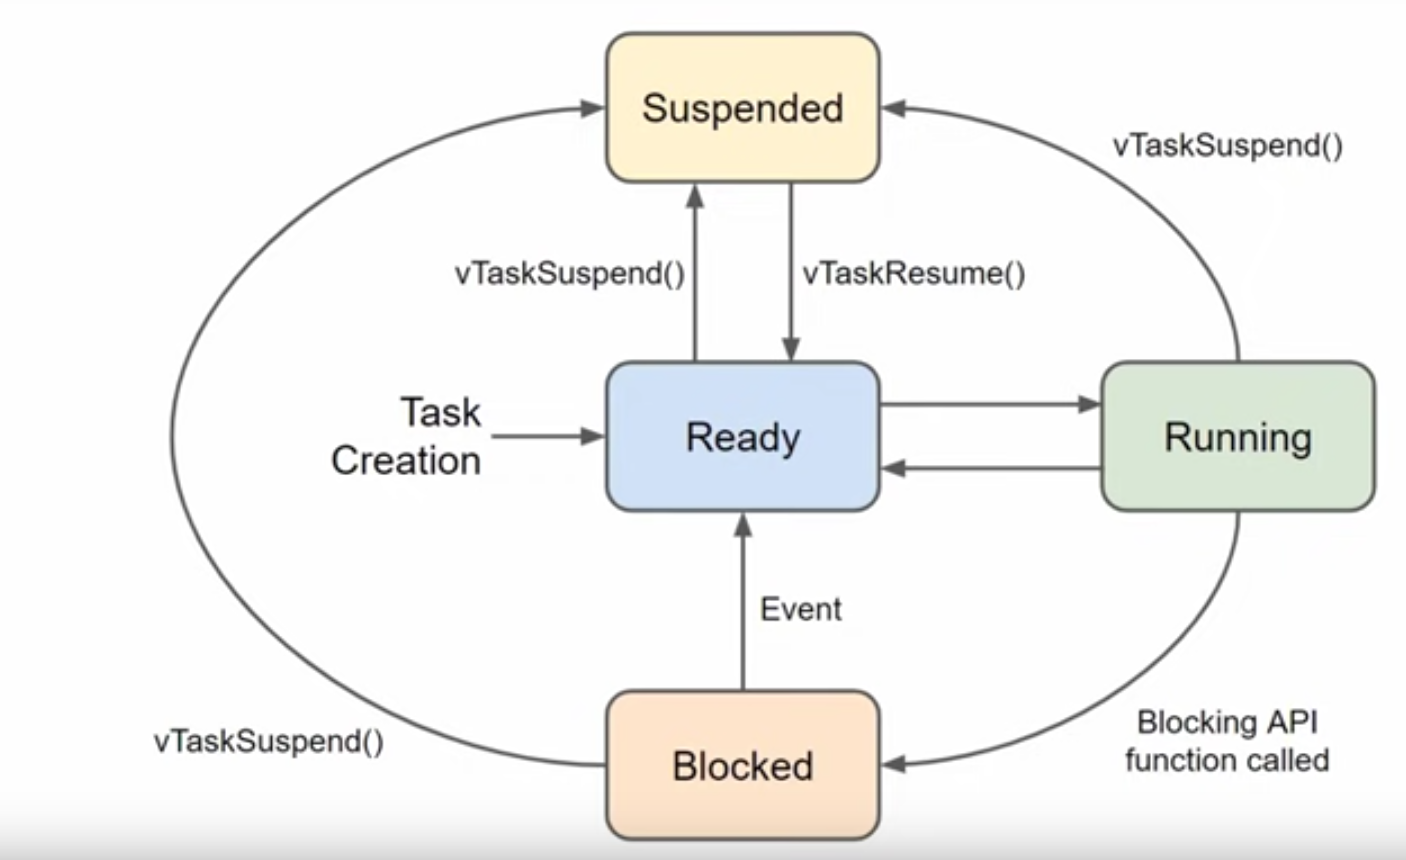 Suspended
vTaskSuspend()
vTaskSuspend()
vTaskResume()
Task
Creation
Ready
Running
Event
vTaskSuspend()
Blocked
Blocking API
function called